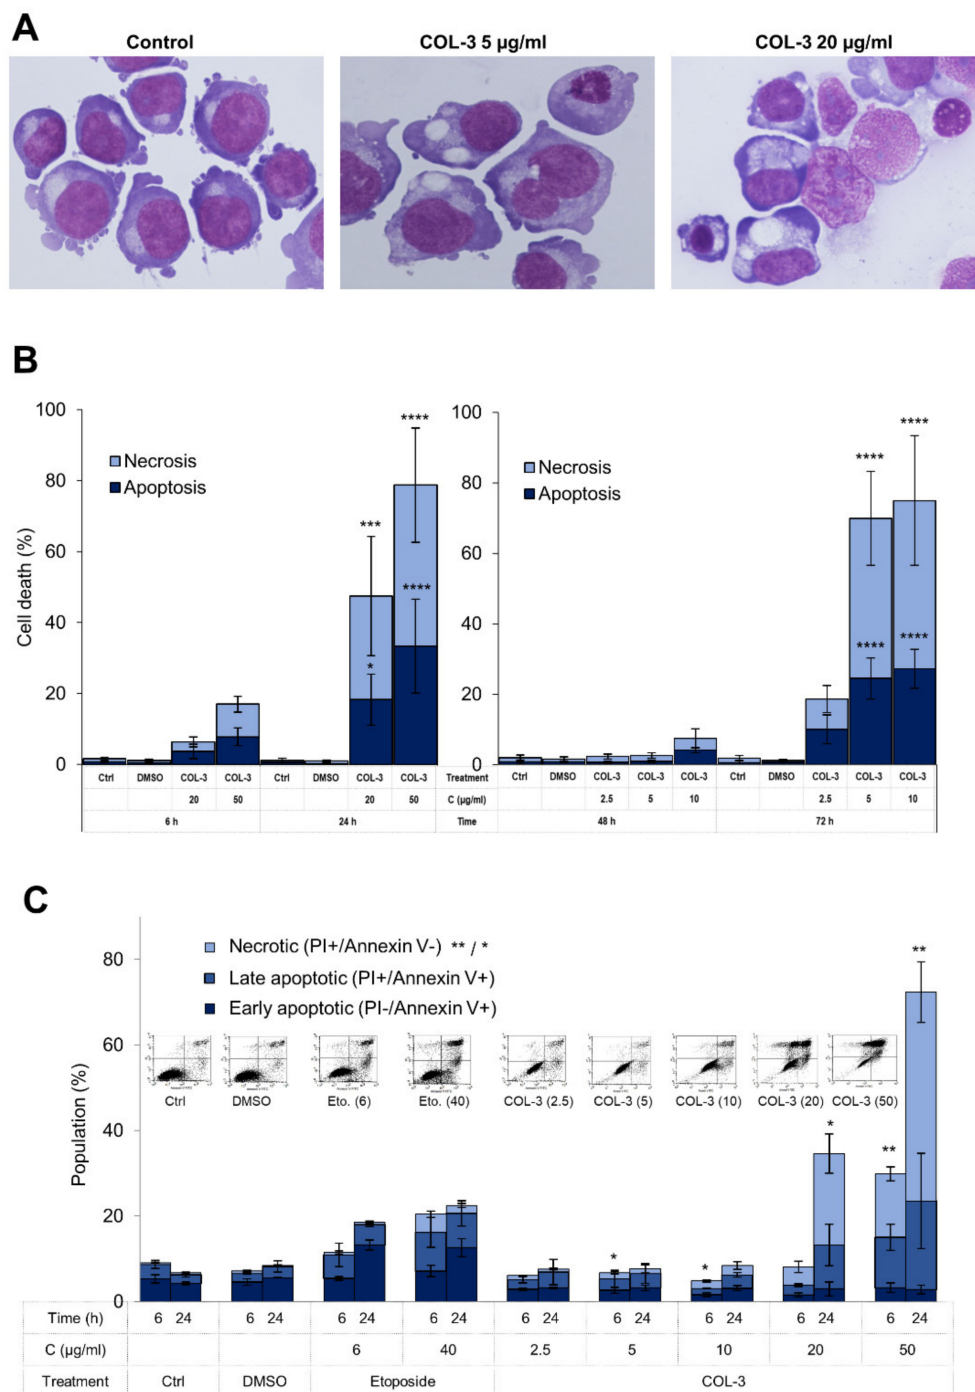 A
Control
COL-3 5 µg/ml
COL-3 20 µg/ml
B
Cell death (%)
100
80
60
40
20
0
Necrosis
Apoptosis
***
*
****
****
100
80
60
40
20
0
Necrosis
Apoptosis
****
****
****
****
Ctrl DMSO COL-3 COL-3 Ctrl DMSO COL-3 COL-3 Treatment Ctrl DMSO COL-3 COL-3 COL-3 Ctrl DMSO COL-3 COL-3 COL-3
20 50 20 50 C (µg/ml) 2.5 5 10 2.5 5 10
6 h 24 h Time 48 h 72 h
C
Population (%)
80
60
40
20
0
Necrotic (PI+/Annexin V-) ** / *
Late apoptotic (PI+/Annexin V+)
Early apoptotic (PI-/Annexin V+)
Ctrl DMSO Eto. (6) Eto. (40) COL-3 (2.5) COL-3 (5) COL-3 (10) COL-3 (20) COL-3 (50)
* * * ** **
Time (h) 6 24 6 24 6 24 6 24 6 24 6 24 6 24 6 24 6 24
C (µg/ml) 6 40 2.5 5 10 20 50
Treatment Ctrl DMSO Etoposide COL-3